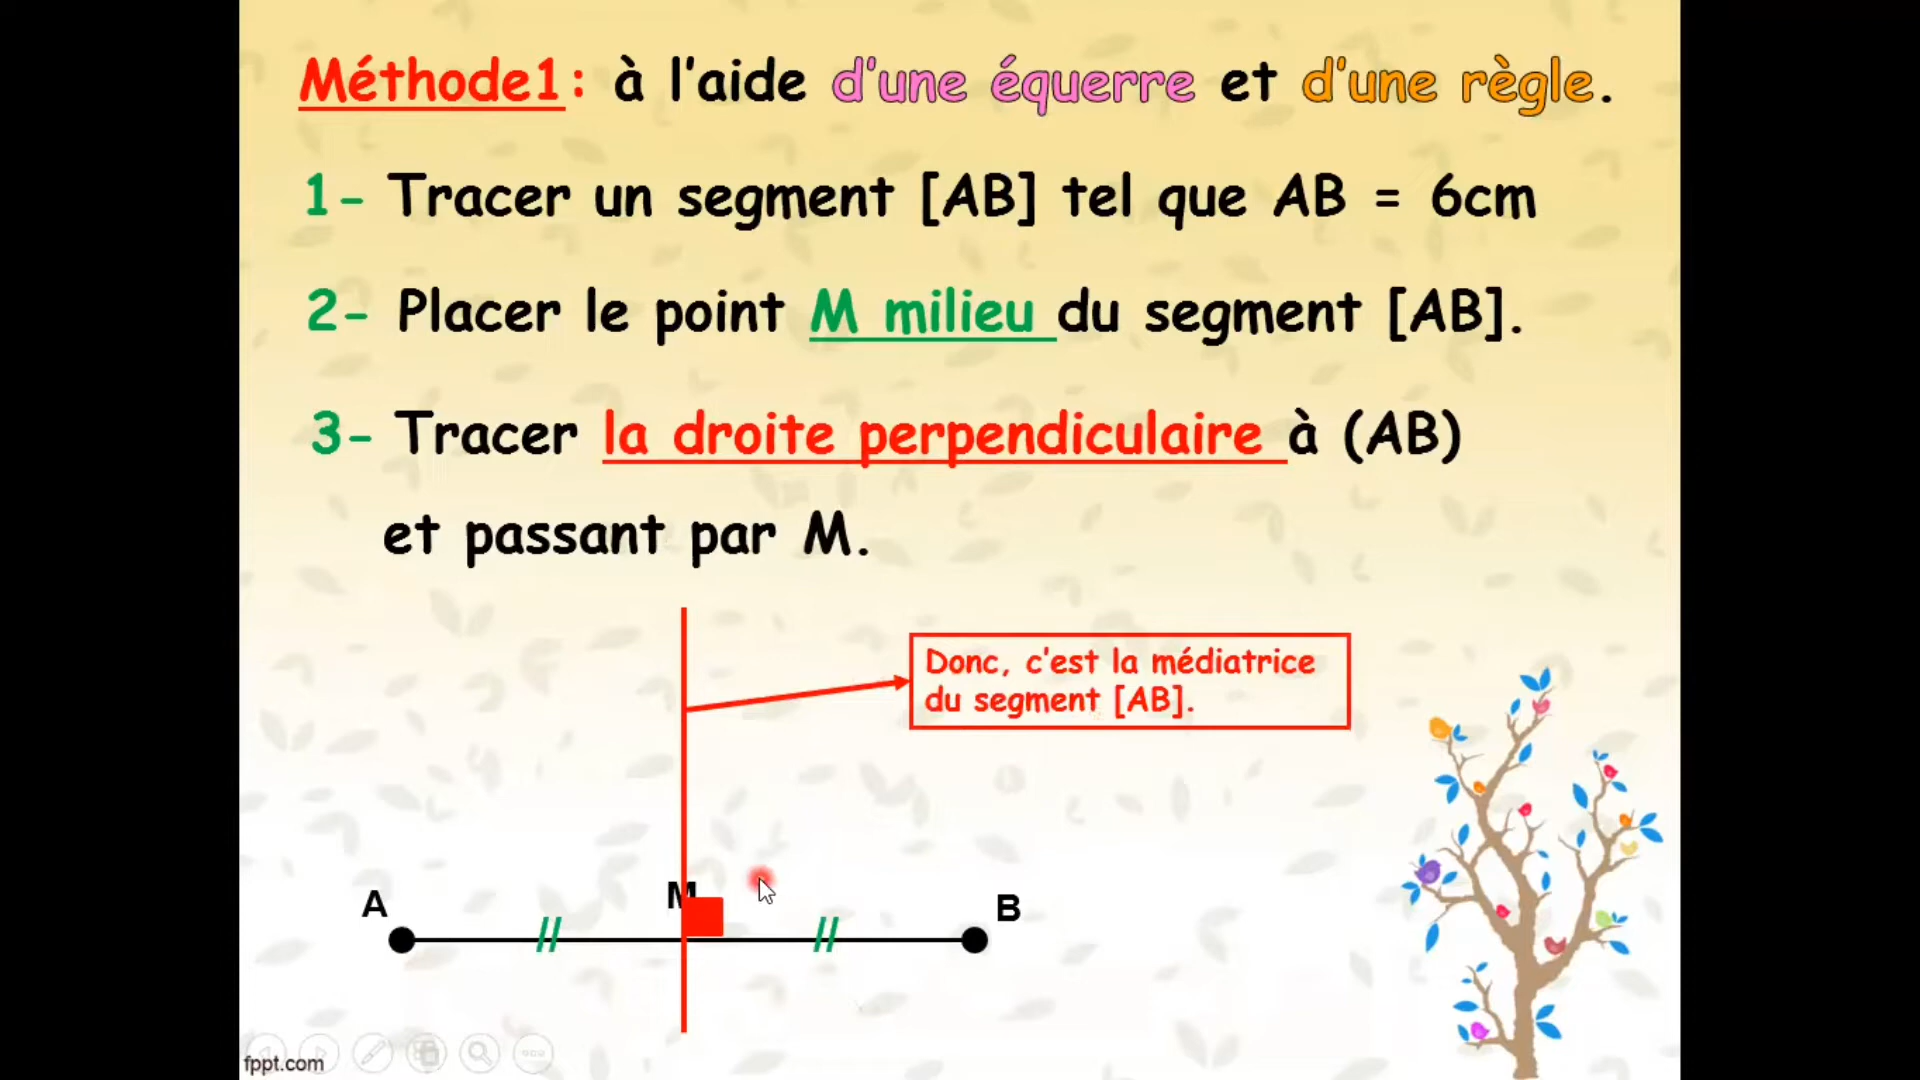 Méthode1: à l'aide d'une équerre et d'une règle.
1- Tracer un segment [AB] tel que AB = 6cm
2- Placer le point M milieu du segment [AB].
3- Tracer la droite perpendiculaire à (AB)
et passant par M.
Donc, c'est la médiatrice
du segment [AB].
A
M
B
fppt.com